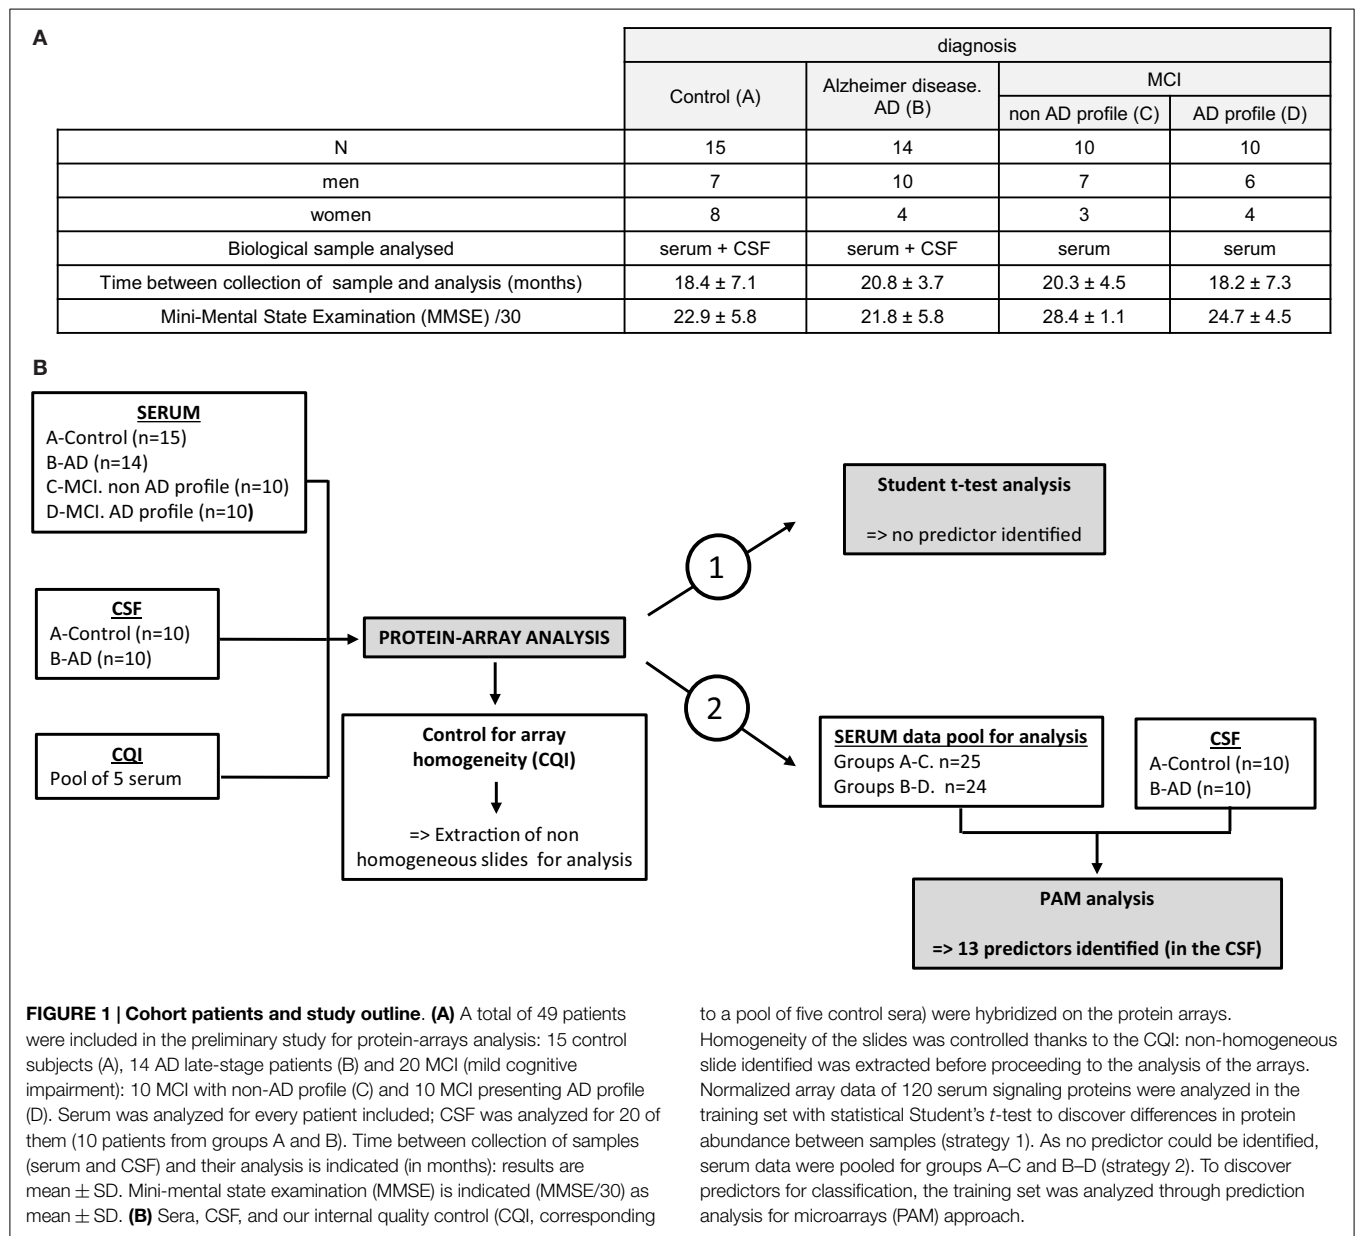 A
diagnosis
Control (A)
Alzheimer disease.
AD (B)
MCI
non AD profile (C)
AD profile (D)
N 15 14 10 10
men 7 10 7 6
women 8 4 3 4
Biological sample analysed serum + CSF serum + CSF serum serum
Time between collection of sample and analysis (months) 18.4 ± 7.1 20.8 ± 3.7 20.3 ± 4.5 18.2 ± 7.3
Mini-Mental State Examination (MMSE) /30 22.9 ± 5.8 21.8 ± 5.8 28.4 ± 1.1 24.7 ± 4.5
B
SERUM
A-Control (n=15)
B-AD (n=14)
C-MCI. non AD profile (n=10)
D-MCI. AD profile (n=10)
CSF
A-Control (n=10)
B-AD (n=10)
CQI
Pool of 5 serum
PROTEIN-ARRAY ANALYSIS
Control for array
homogeneity (CQI)
=> Extraction of non
homogeneous slides for analysis
1
Student t-test analysis
=> no predictor identified
2
SERUM data pool for analysis
Groups A-C. n=25
Groups B-D. n=24
CSF
A-Control (n=10)
B-AD (n=10)
PAM analysis
=> 13 predictors identified (in the CSF)
FIGURE 1 | Cohort patients and study outline. (A) A total of 49 patients
were included in the preliminary study for protein-arrays analysis: 15 control
subjects (A), 14 AD late-stage patients (B) and 20 MCI (mild cognitive
impairment): 10 MCI with non-AD profile (C) and 10 MCI presenting AD profile
(D). Serum was analyzed for every patient included; CSF was analyzed for 20 of
them (10 patients from groups A and B). Time between collection of samples
(serum and CSF) and their analysis is indicated (in months): results are
mean ± SD. Mini-mental state examination (MMSE) is indicated (MMSE/30) as
mean ± SD. (B) Sera, CSF, and our internal quality control (CQI, corresponding
to a pool of five control sera) were hybridized on the protein arrays.
Homogeneity of the slides was controlled thanks to the CQI: non-homogeneous
slide identified was extracted before proceeding to the analysis of the arrays.
Normalized array data of 120 serum signaling proteins were analyzed in the
training set with statistical Student's t-test to discover differences in protein
abundance between samples (strategy 1). As no predictor could be identified,
serum data were pooled for groups A–C and B–D (strategy 2). To discover
predictors for classification, the training set was analyzed through prediction
analysis for microarrays (PAM) approach.